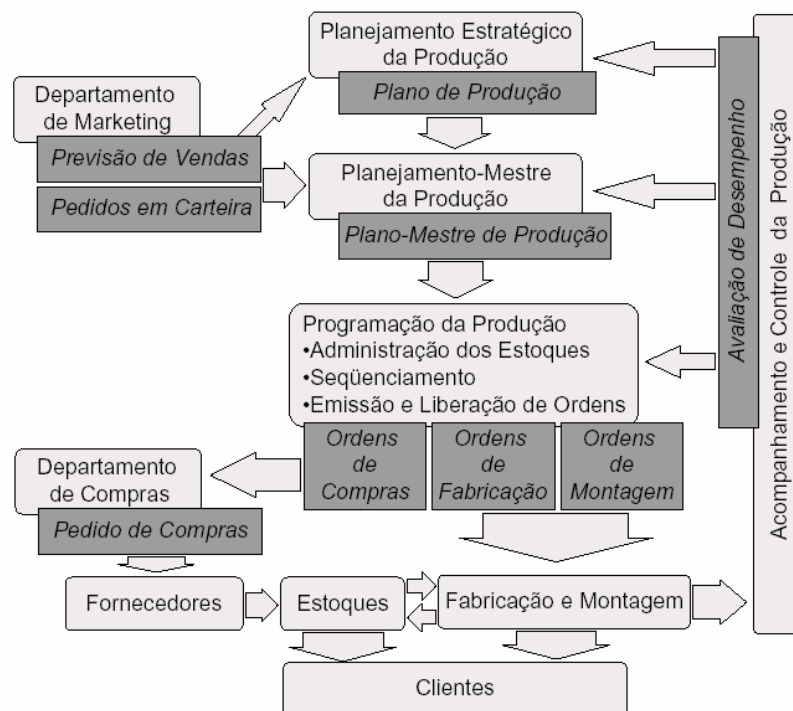 Planejamento Estratégico
da Produção
Plano de Produção
Departamento
de Marketing
Previsão de Vendas
Pedidos em Carteira
Planejamento-Mestre
da Produção
Plano-Mestre de Produção
Programação da Produção
•Administração dos Estoques
•Seqüenciamento
•Emissão e Liberação de Ordens
Ordens
de
Compras
Ordens
de
Fabricação
Ordens
de
Montagem
Departamento
de Compras
Pedido de Compras
Fornecedores
Estoques
Fabricação e Montagem
Clientes
Avaliação de Desempenho
Acompanhamento e Controle da Produção